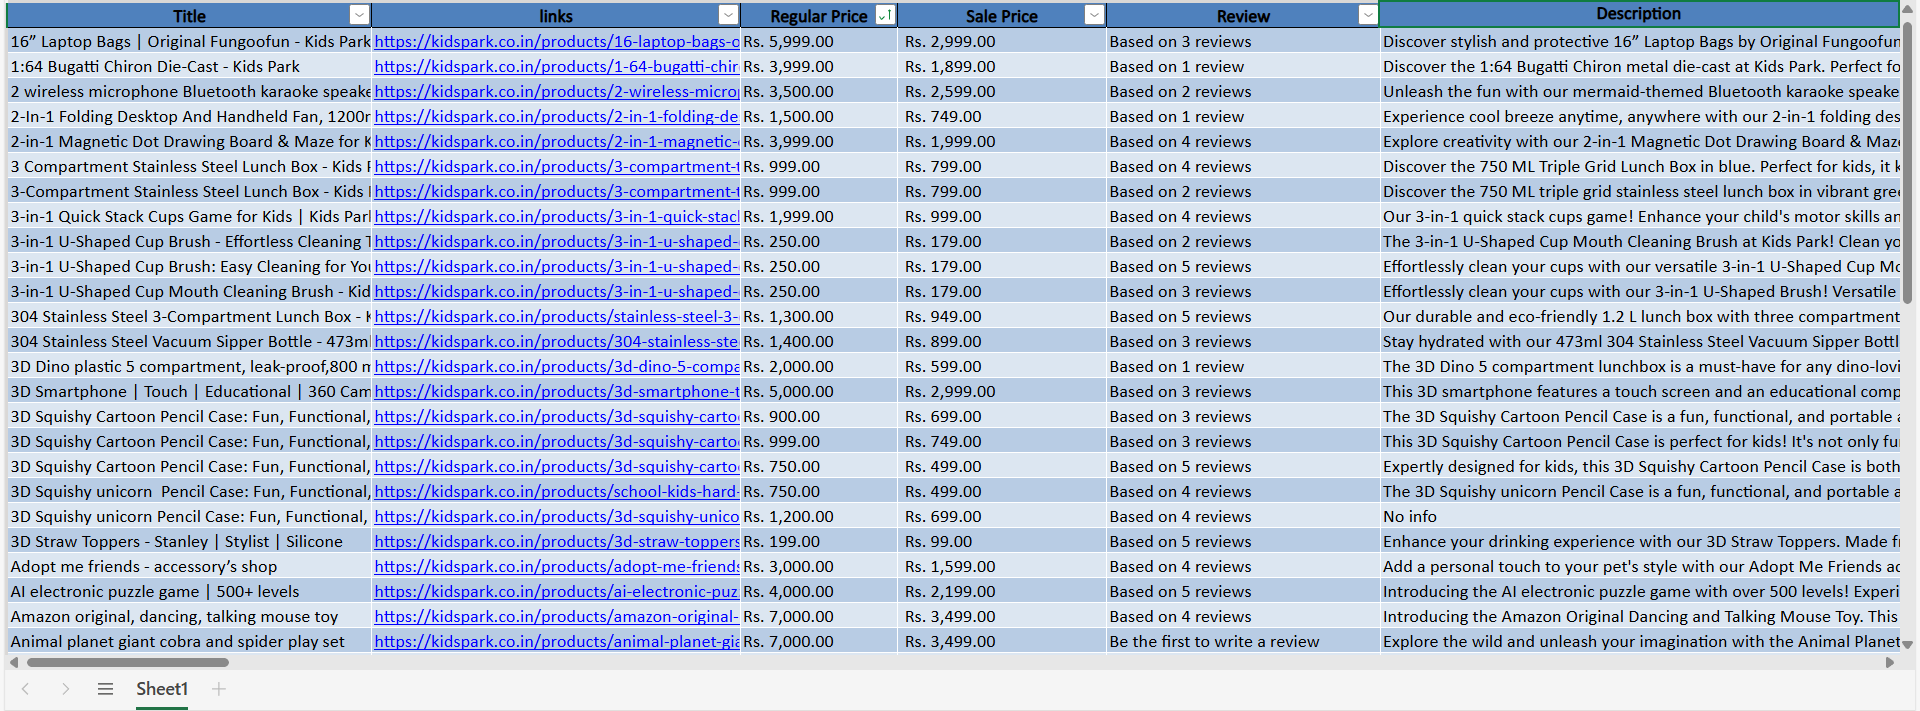 Title links Regular Price Sale Price Review Description
16” Laptop Bags | Original Fungoofun - Kids Park https://kidspark.co.in/products/16-laptop-bags-o Rs. 5,999.00 Rs. 2,999.00 Based on 3 reviews Discover stylish and protective 16” Laptop Bags by Original Fungoofun
1:64 Bugatti Chiron Die-Cast - Kids Park https://kidspark.co.in/products/1-64-bugatti-chir Rs. 3,999.00 Rs. 1,899.00 Based on 1 review Discover the 1:64 Bugatti Chiron metal die-cast at Kids Park. Perfect fo
2 wireless microphone Bluetooth karaoke speake https://kidspark.co.in/products/2-wireless-microp Rs. 3,500.00 Rs. 2,599.00 Based on 2 reviews Unleash the fun with our mermaid-themed Bluetooth karaoke speake
2-In-1 Folding Desktop And Handheld Fan, 1200m https://kidspark.co.in/products/2-in-1-folding-de Rs. 1,500.00 Rs. 749.00 Based on 1 review Experience cool breeze anytime, anywhere with our 2-in-1 folding des
2-in-1 Magnetic Dot Drawing Board & Maze for K https://kidspark.co.in/products/2-in-1-magnetic- Rs. 3,999.00 Rs. 1,999.00 Based on 4 reviews Explore creativity with our 2-in-1 Magnetic Dot Drawing Board & Maze
3 Compartment Stainless Steel Lunch Box - Kids P https://kidspark.co.in/products/3-compartment-t Rs. 999.00 Rs. 799.00 Based on 4 reviews Discover the 750 ML Triple Grid Lunch Box in blue. Perfect for kids, it k
3-Compartment Stainless Steel Lunch Box - Kids https://kidspark.co.in/products/3-compartment-t Rs. 999.00 Rs. 799.00 Based on 2 reviews Discover the 750 ML triple grid stainless steel lunch box in vibrant gree
3-in-1 Quick Stack Cups Game for Kids | Kids Parl https://kidspark.co.in/products/3-in-1-quick-stac Rs. 1,999.00 Rs. 999.00 Based on 4 reviews Our 3-in-1 quick stack cups game! Enhance your child's motor skills an
3-in-1 U-Shaped Cup Brush - Effortless Cleaning T https://kidspark.co.in/products/3-in-1-u-shaped- Rs. 250.00 Rs. 179.00 Based on 2 reviews The 3-in-1 U-Shaped Cup Mouth Cleaning Brush at Kids Park! Clean yo
3-in-1 U-Shaped Cup Brush: Easy Cleaning for You https://kidspark.co.in/products/3-in-1-u-shaped- Rs. 250.00 Rs. 179.00 Based on 5 reviews Effortlessly clean your cups with our versatile 3-in-1 U-Shaped Cup Mo
3-in-1 U-Shaped Cup Mouth Cleaning Brush - Kid https://kidspark.co.in/products/3-in-1-u-shaped- Rs. 250.00 Rs. 179.00 Based on 3 reviews Effortlessly clean your cups with our 3-in-1 U-Shaped Brush! Versatile
304 Stainless Steel 3-Compartment Lunch Box - K https://kidspark.co.in/products/stainless-steel-3- Rs. 1,300.00 Rs. 949.00 Based on 5 reviews Our durable and eco-friendly 1.2 L lunch box with three compartment
304 Stainless Steel Vacuum Sipper Bottle - 473ml https://kidspark.co.in/products/304-stainless-ste Rs. 1,400.00 Rs. 899.00 Based on 3 reviews Stay hydrated with our 473ml 304 Stainless Steel Vacuum Sipper Bottl
3D Dino plastic 5 compartment, leak-proof,800 m https://kidspark.co.in/products/3d-dino-5-compa Rs. 2,000.00 Rs. 599.00 Based on 1 review The 3D Dino 5 compartment lunchbox is a must-have for any dino-lovi
3D Smartphone | Touch | Educational | 360 Cam https://kidspark.co.in/products/3d-smartphone-t Rs. 5,000.00 Rs. 2,999.00 Based on 3 reviews This 3D smartphone features a touch screen and an educational comp
3D Squishy Cartoon Pencil Case: Fun, Functional, https://kidspark.co.in/products/3d-squishy-carto Rs. 900.00 Rs. 699.00 Based on 3 reviews The 3D Squishy Cartoon Pencil Case is a fun, functional, and portable a
3D Squishy Cartoon Pencil Case: Fun, Functional, https://kidspark.co.in/products/3d-squishy-carto Rs. 999.00 Rs. 749.00 Based on 3 reviews This 3D Squishy Cartoon Pencil Case is perfect for kids! It's not only fu
3D Squishy Cartoon Pencil Case: Fun, Functional, https://kidspark.co.in/products/3d-squishy-carto Rs. 750.00 Rs. 499.00 Based on 5 reviews Expertly designed for kids, this 3D Squishy Cartoon Pencil Case is both
3D Squishy unicorn  Pencil Case: Fun, Functional, https://kidspark.co.in/products/school-kids-hard- Rs. 750.00 Rs. 499.00 Based on 4 reviews The 3D Squishy unicorn Pencil Case is a fun, functional, and portable a
3D Squishy unicorn Pencil Case: Fun, Functional, https://kidspark.co.in/products/3d-squishy-unico Rs. 1,200.00 Rs. 699.00 Based on 4 reviews No info
3D Straw Toppers - Stanley | Stylist | Silicone https://kidspark.co.in/products/3d-straw-toppers Rs. 199.00 Rs. 99.00 Based on 5 reviews Enhance your drinking experience with our 3D Straw Toppers. Made fr
Adopt me friends - accessory’s shop https://kidspark.co.in/products/adopt-me-friends Rs. 3,000.00 Rs. 1,599.00 Based on 4 reviews Add a personal touch to your pet's style with our Adopt Me Friends ac
AI electronic puzzle game | 500+ levels https://kidspark.co.in/products/ai-electronic-puz Rs. 4,000.00 Rs. 2,199.00 Based on 5 reviews Introducing the AI electronic puzzle game with over 500 levels! Experi
Amazon original, dancing, talking mouse toy https://kidspark.co.in/products/amazon-original- Rs. 7,000.00 Rs. 3,499.00 Based on 4 reviews Introducing the Amazon Original Dancing and Talking Mouse Toy. This
Animal planet giant cobra and spider play set https://kidspark.co.in/products/animal-planet-gia Rs. 7,000.00 Rs. 3,499.00 Be the first to write a review Explore the wild and unleash your imagination with the Animal Planet
Sheet1